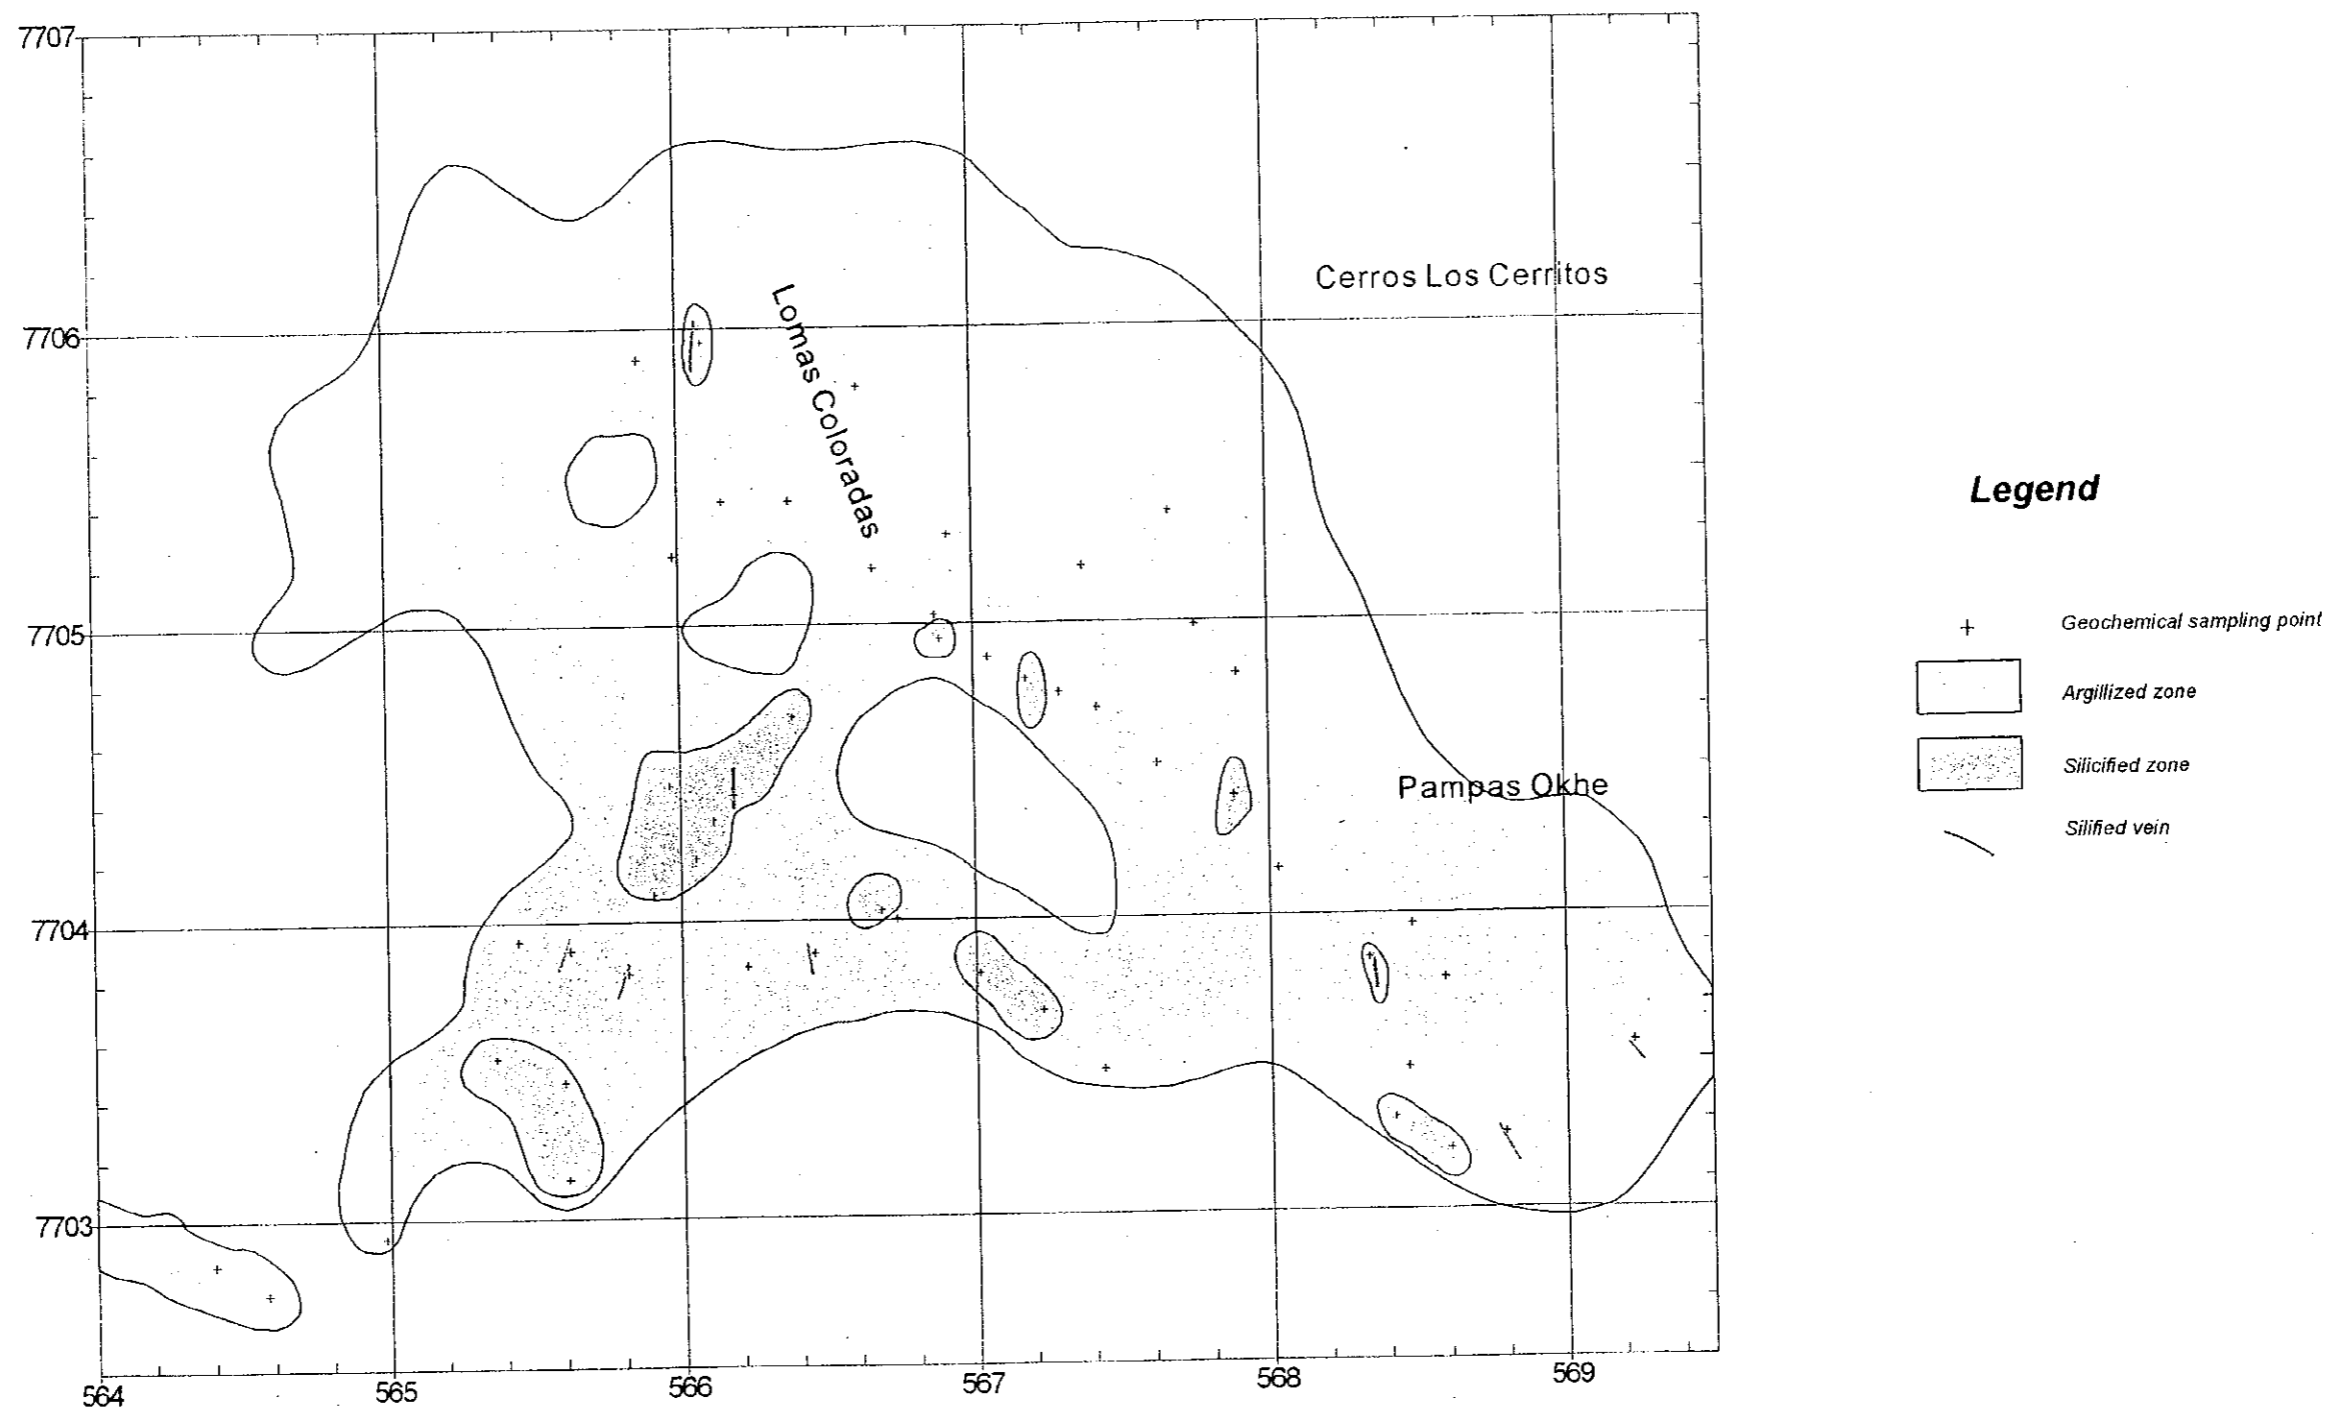 7707
Cerros Los Cerritos
7706
Lomas Coloradas
Legend
7705
Geochemical sampling point
Argillized zone
Silicified zone
Pampas Okhe
Silified vein
7704
7703
564
565
566
567
568
569